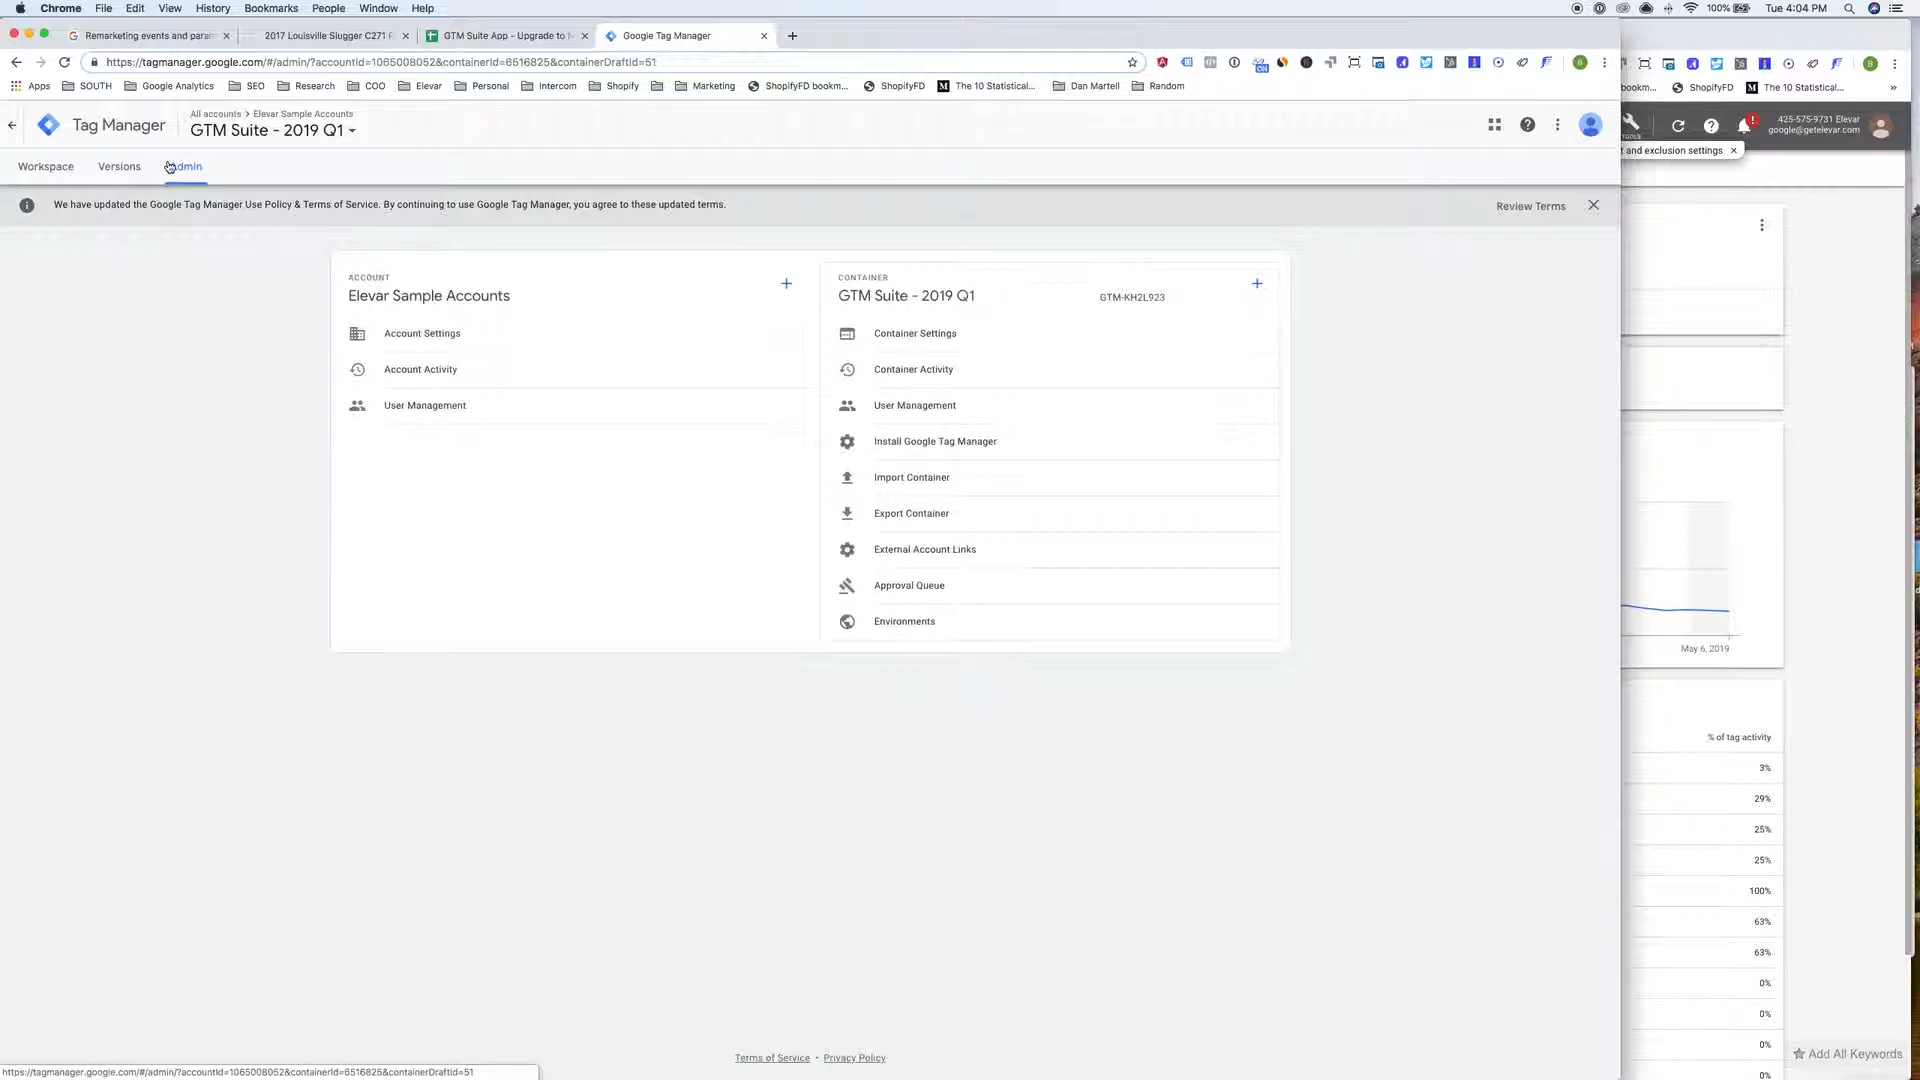 Chrome File Edit View History Bookmarks People Window Help 100% Tue 4:04 PM
Remarketing events and param 2017 Louisville Slugger C271 GTM Suite App - Upgrade to Google Tag Manager
https://tagmanager.google.com/#/admin/?accountId=1065008052&containerId=6516825&containerDraftId=51
Apps SOUTH Google Analytics SEO Research COO Elevar Personal Intercom Shopify Marketing ShopifyFD bookm... ShopifyFD The 10 Statistical... Dan Martell Random
ookm... ShopifyFD The 10 Statistical... »
All accounts > Elevar Sample Accounts
Tag Manager GTM Suite - 2019 Q1
425-575-9731 Elevar
google@getelevar.com
TOOLS
t and exclusion settings
Workspace Versions Admin
We have updated the Google Tag Manager Use Policy & Terms of Service. By continuing to use Google Tag Manager, you agree to these updated terms. Review Terms
ACCOUNT
Elevar Sample Accounts
Account Settings
Account Activity
User Management
CONTAINER
GTM Suite - 2019 Q1 GTM-KH2L923
Container Settings
Container Activity
User Management
Install Google Tag Manager
Import Container
Export Container
External Account Links
Approval Queue
Environments
May 6, 2019
% of tag activity
3%
29%
25%
25%
100%
63%
63%
0%
0%
0%
0%
Add All Keywords
Terms of Service • Privacy Policy
https://tagmanager.google.com/#/admin/?accountId=1065008052&containerId=6516825&containerDraftId=51